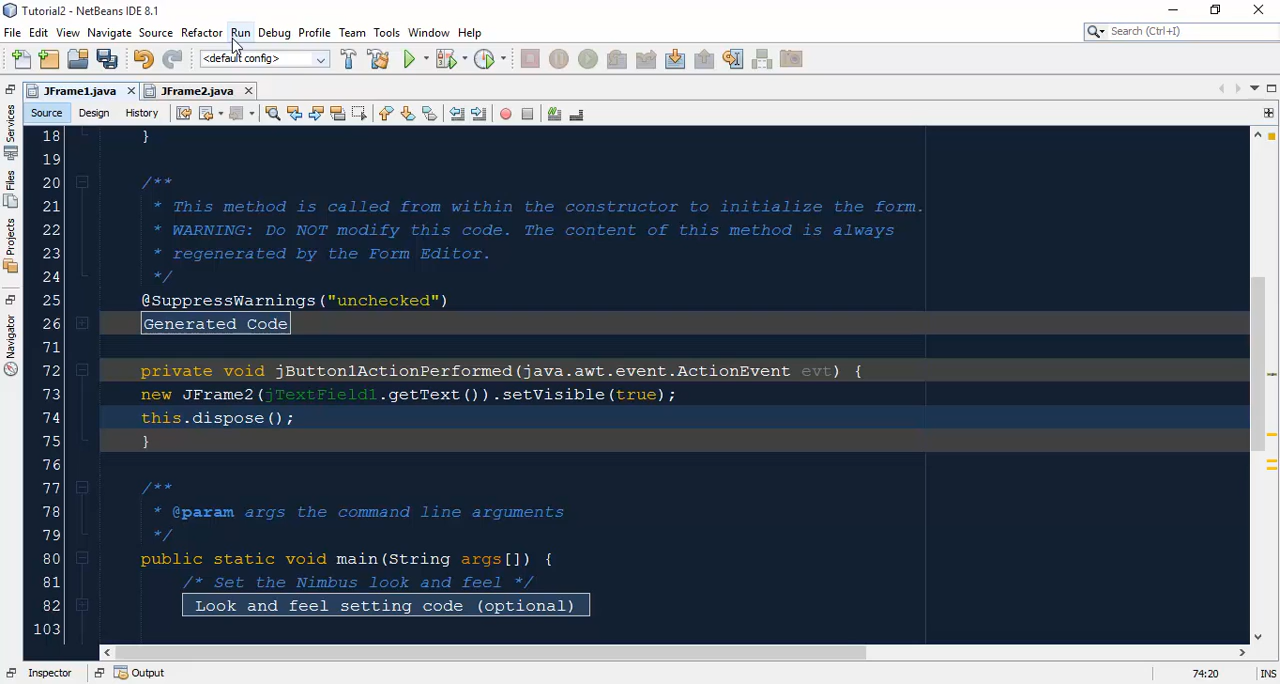 Tutorial2 - NetBeans IDE 8.1
File Edit View Navigate Source Refactor Run Debug Profile Team Tools Window Help
Search (Ctrl+I)
<default config>
JFrame1.java JFrame2.java
Source Design History
Services
Files
Projects
Navigator
18 }
19
20 /**
21 * This method is called from within the constructor to initialize the form.
22 * WARNING: Do NOT modify this code. The content of this method is always
23 * regenerated by the Form Editor.
24 */
25 @SuppressWarnings("unchecked")
26 Generated Code
71
72 private void jButton1ActionPerformed(java.awt.event.ActionEvent evt) {
73 new JFrame2(jTextField1.getText()).setVisible(true);
74 this.dispose();
75 }
76
77 /**
78 * @param args the command line arguments
79 */
80 public static void main(String args[]) {
81 /* Set the Nimbus look and feel */
82 Look and feel setting code (optional)
103
Inspector Output 74:20 INS